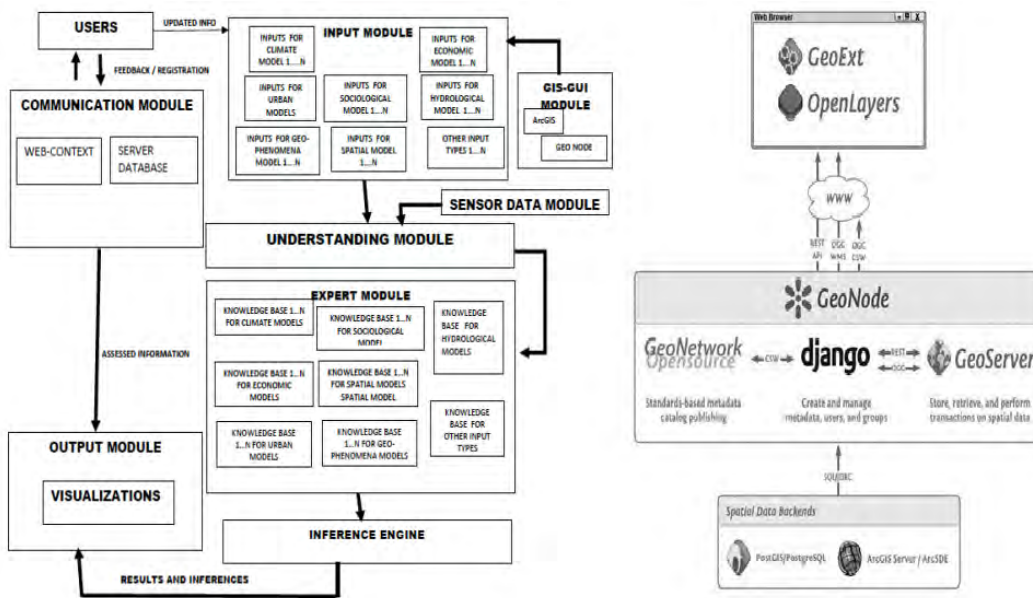 USERS
UPDATED INFO
FEEDBACK / REGISTRATION
COMMUNICATION MODULE
WEB-CONTEXT
SERVER
DATABASE
ASSESSED INFORMATION
OUTPUT MODULE
VISUALIZATIONS
RESULTS AND INFERENCES
INPUT MODULE
INPUTS FOR
CLIMATE
MODEL 1....N
INPUTS FOR
ECONOMIC
MODEL 1...N
INPUTS FOR
URBAN
MODELS
INPUTS FOR
SOCIOLOGICAL
MODEL 1...N
INPUTS FOR
HYDROLOGICAL
MODEL 1...N
INPUTS FOR GEO-
PHENOMENA
MODEL 1...N
INPUTS FOR
SPATIAL MODEL
1....N
OTHER INPUT
TYPES 1...N
GIS-GUI
MODULE
ArcGIS
GEO NODE
SENSOR DATA MODULE
UNDERSTANDING MODULE
EXPERT MODULE
KNOWLEDGE BASE 1...N
FOR CLIMATE MODELS
KNOWLEDGE BASE 1...N
FOR SOCIOLOGICAL
MODEL
KNOWLEDGE
BASE FOR
HYDROLOGICAL
MODELS
KNOWLEDGE BASE 1...N
FOR ECONOMIC
MODELS
KNOWLEDGE BASE 1...N
FOR SPATIAL MODELS
SPATIAL MODEL
KNOWLEDGE BASE
1...N FOR URBAN
MODELS
KNOWLEDGE BASE
1...N FOR GEO-
PHENOMENA MODELS
KNOWLEDGE
BASE FOR
OTHER INPUT
TYPES
INFERENCE ENGINE
Web Browser
GeoExt
OpenLayers
WWW
REST
API
OGC
WMS
OGC
CSW
GeoNode
GeoNetwork
Opensource
CSW
django
REST
OGC
GeoServer
Standards-based metadata
catalog publishing
Create and manage
metadata, users, and groups
Store, retrieve, and perform
transactions on spatial data
Spatial Data Backends
PostGIS/PostgreSQL
ArcGIS Server / ArcSDE